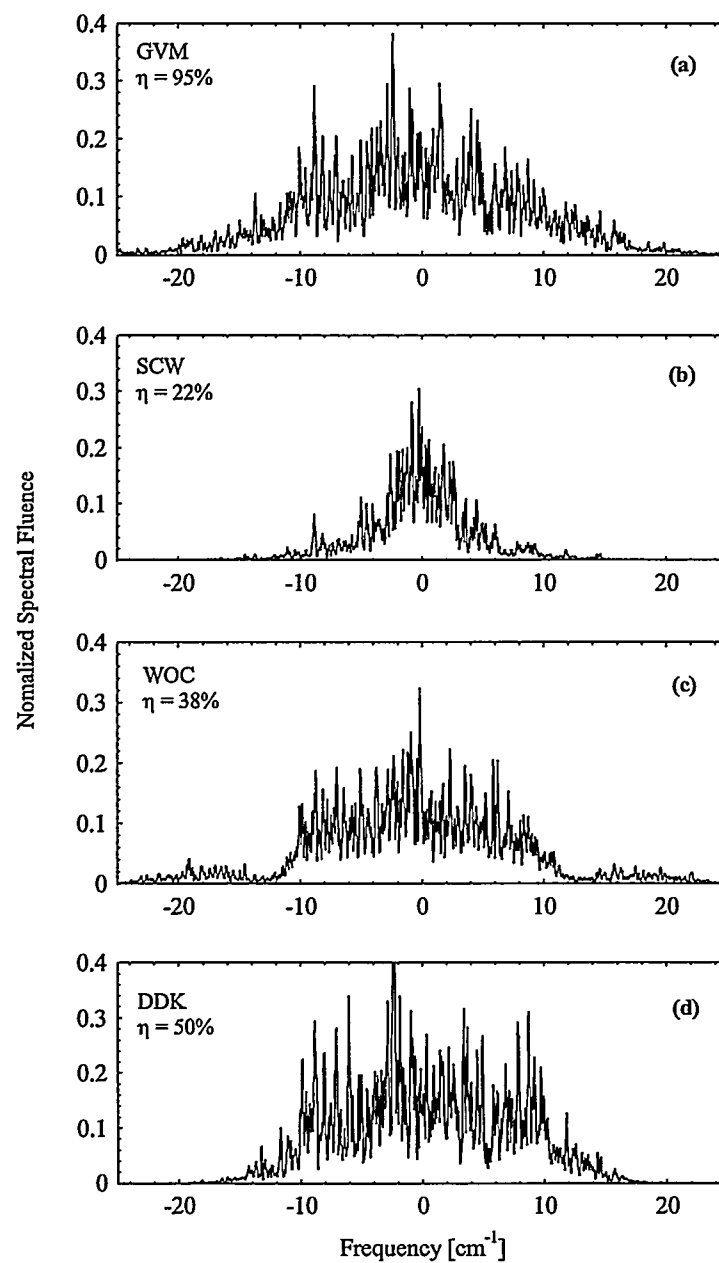 0.4
GVM
η = 95%
(a)
0.3
0.2
0.1
0
-20 -10 0 10 20
0.4
SCW
η = 22%
(b)
0.3
0.2
0.1
0
-20 -10 0 10 20
Nomalized Spectral Fluence
0.4
WOC
η = 38%
(c)
0.3
0.2
0.1
0
-20 -10 0 10 20
0.4
DDK
η = 50%
(d)
0.3
0.2
0.1
0
-20 -10 0 10 20
Frequency [cm⁻¹]